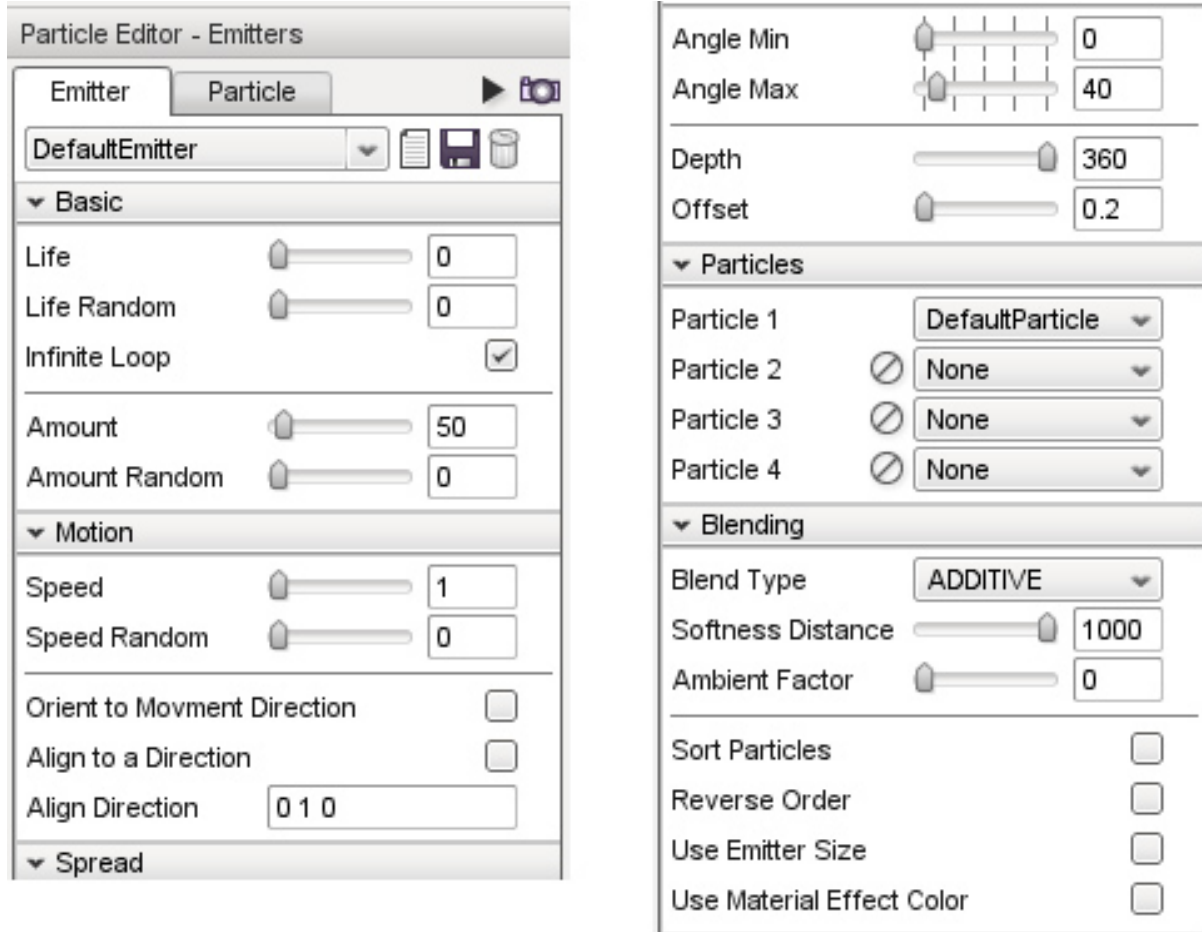 Particle Editor - Emitters
Emitter Particle
DefaultEmitter
Basic
Life 0
Life Random 0
Infinite Loop
Amount 50
Amount Random 0
Motion
Speed 1
Speed Random 0
Orient to Movment Direction
Align to a Direction
Align Direction 0 1 0
Spread
Angle Min 0
Angle Max 40
Depth 360
Offset 0.2
Particles
Particle 1 DefaultParticle
Particle 2 None
Particle 3 None
Particle 4 None
Blending
Blend Type ADDITIVE
Softness Distance 1000
Ambient Factor 0
Sort Particles
Reverse Order
Use Emitter Size
Use Material Effect Color